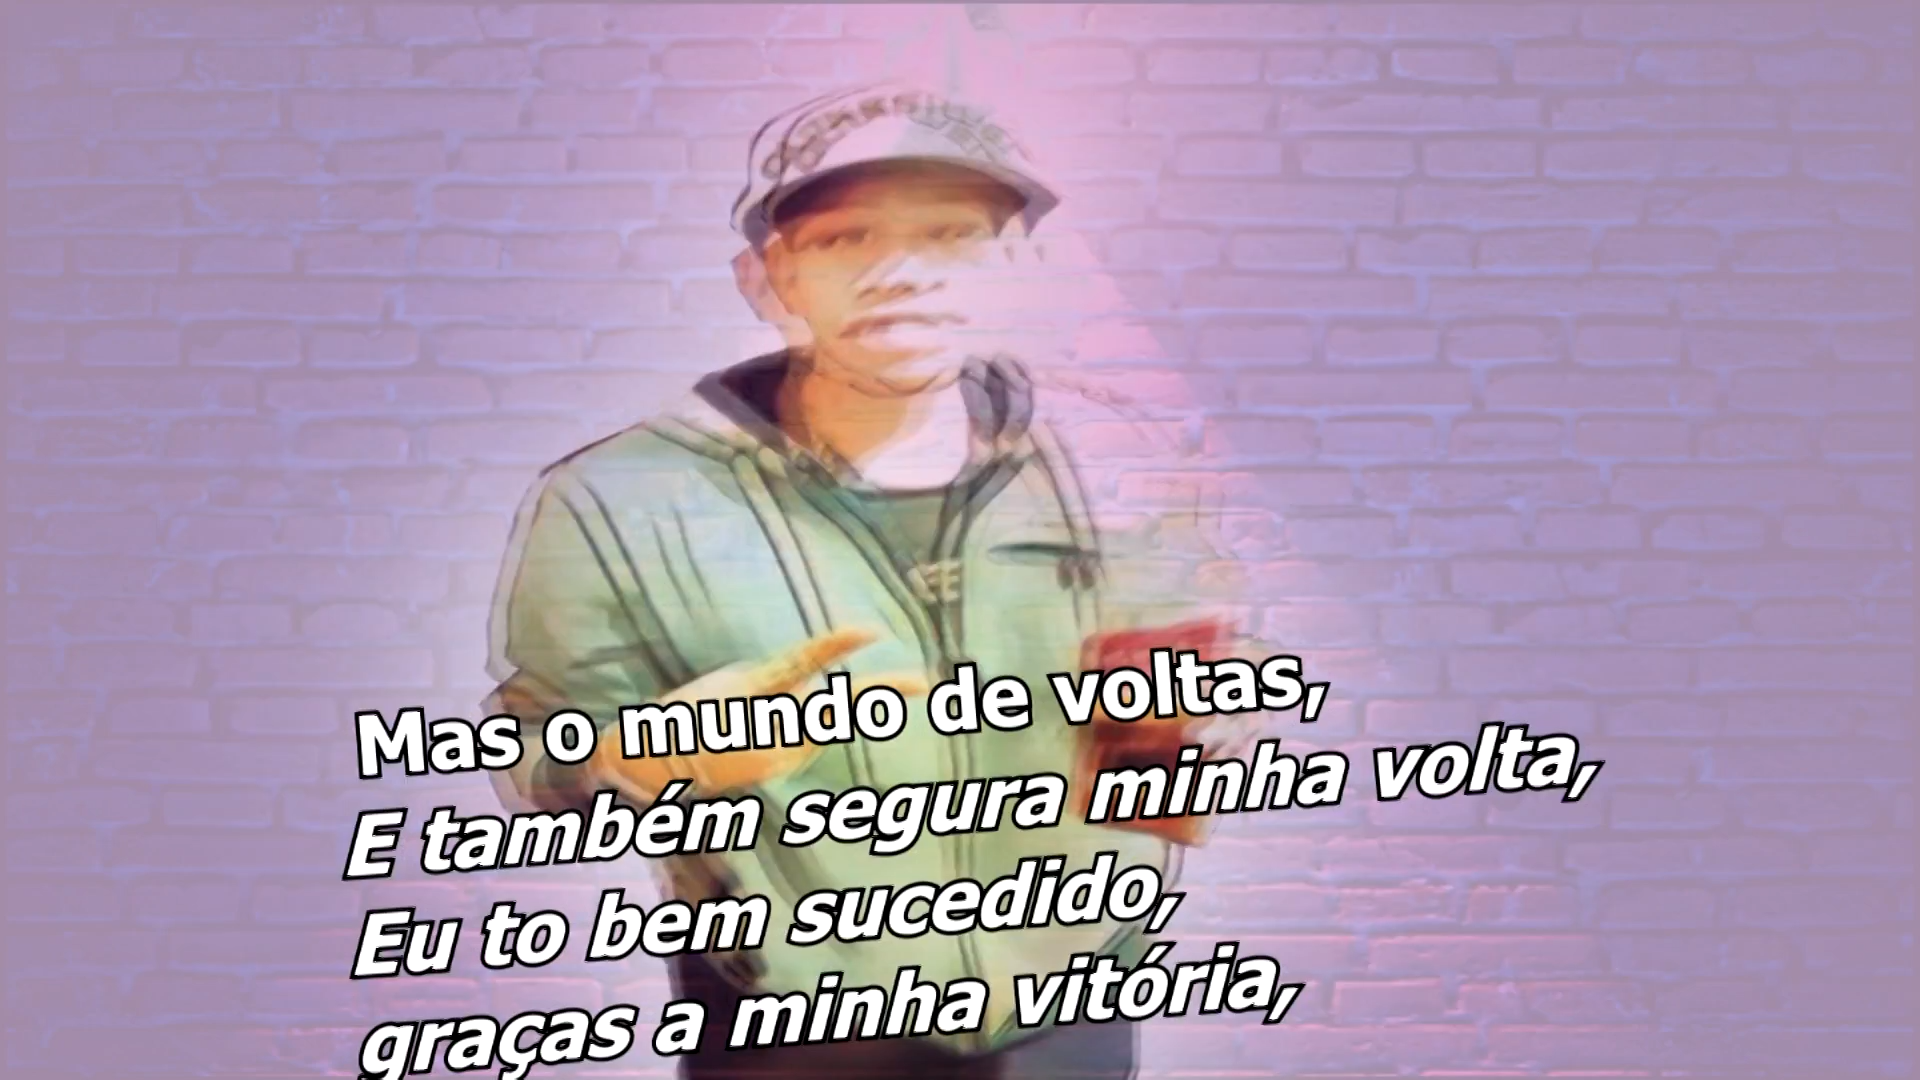 Mas o mundo de voltas,
E também segura minha volta,
Eu to bem sucedido,
graças a minha vitória,